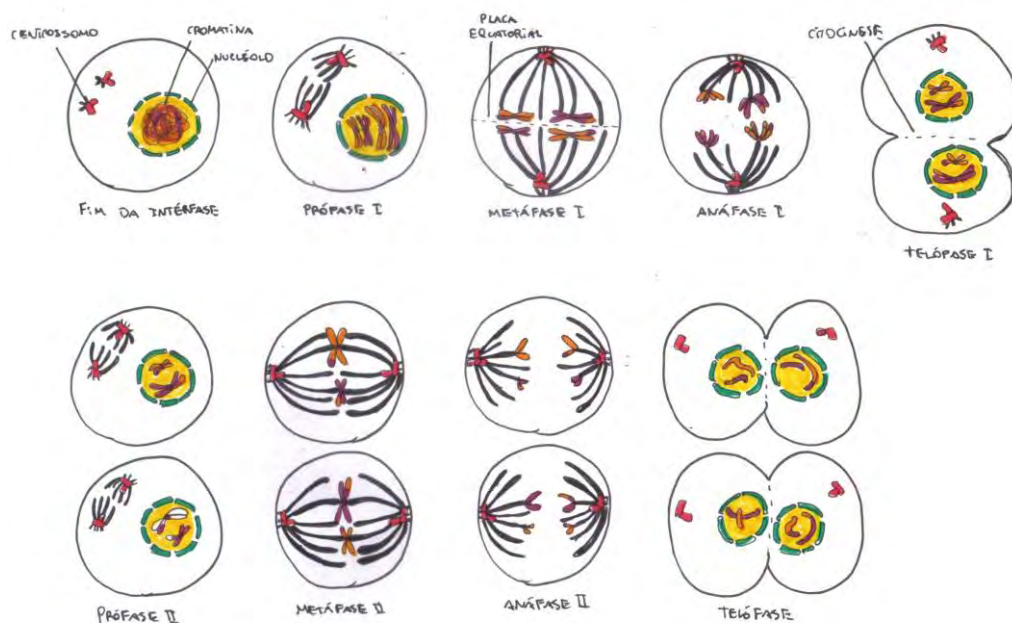 CENTROSSOMO
CROMATINA
NUCLÉOLO
PLACA
EQUATORIAL
CITOCINESE
FIM DA INTÉRFASE
PRÓFASE I
METÁFASE I
ANÁFASE I
TELÓFASE I
PRÓFASE II
METÁFASE II
ANÁFASE II
TELÓFASE